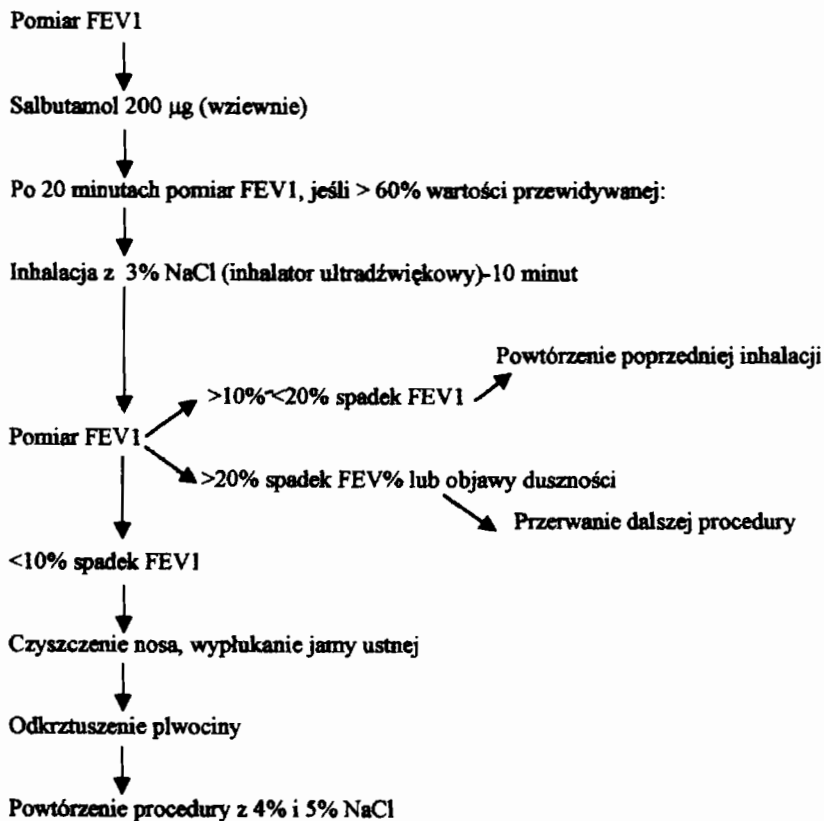 Pomiar FEV1
Salbutamol 200 µg (wziewnie)
Po 20 minutach pomiar FEV1, jeśli > 60% wartości przewidywanej:
Inhalacja z 3% NaCl (inhalator ultradźwiękowy)-10 minut
Powtórzenie poprzedniej inhalacji
>10%-<20% spadek FEV1
Pomiar FEV1
>20% spadek FEV% lub objawy duszności
Przerwanie dalszej procedury
<10% spadek FEV1
Czyszczenie nosa, wypłukanie jamy ustnej
Odkrztuszenie plwociny
Powtórzenie procedury z 4% i 5% NaCl